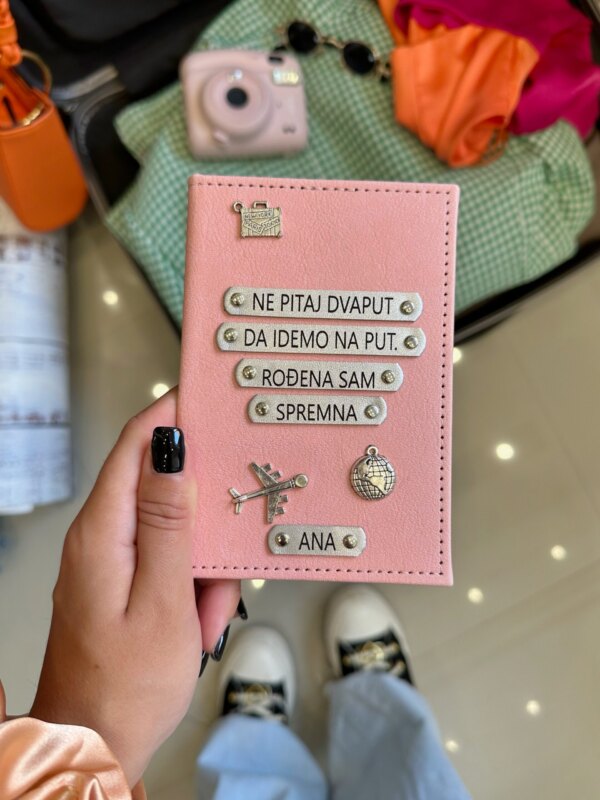 NE PITAJ DVAPUT
DA IDEMO NA PUT.
ROĐENA SAM
SPREMNA
ANA